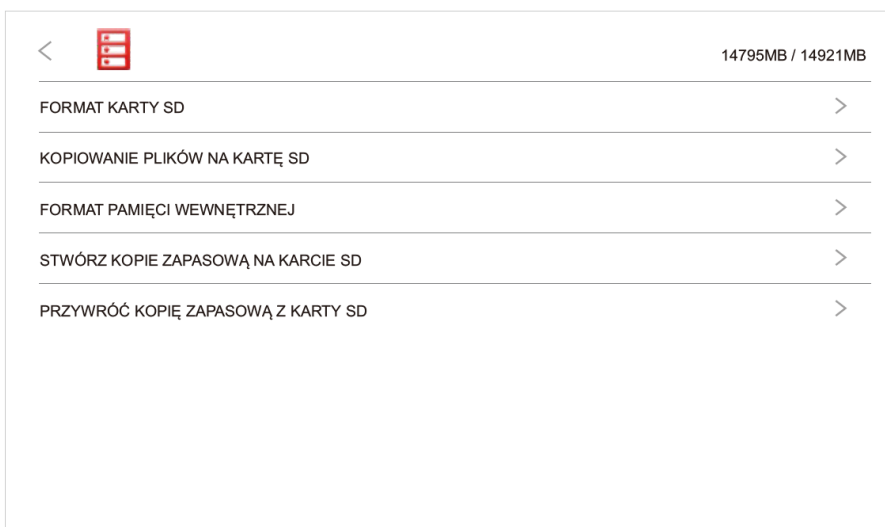 14795MB / 14921MB
FORMAT KARTY SD
KOPIOWANIE PLIKÓW NA KARTĘ SD
FORMAT PAMIĘCI WEWNĘTRZNEJ
STWÓRZ KOPIE ZAPASOWĄ NA KARCIE SD
PRZYWRÓĆ KOPIĘ ZAPASOWĄ Z KARTY SD